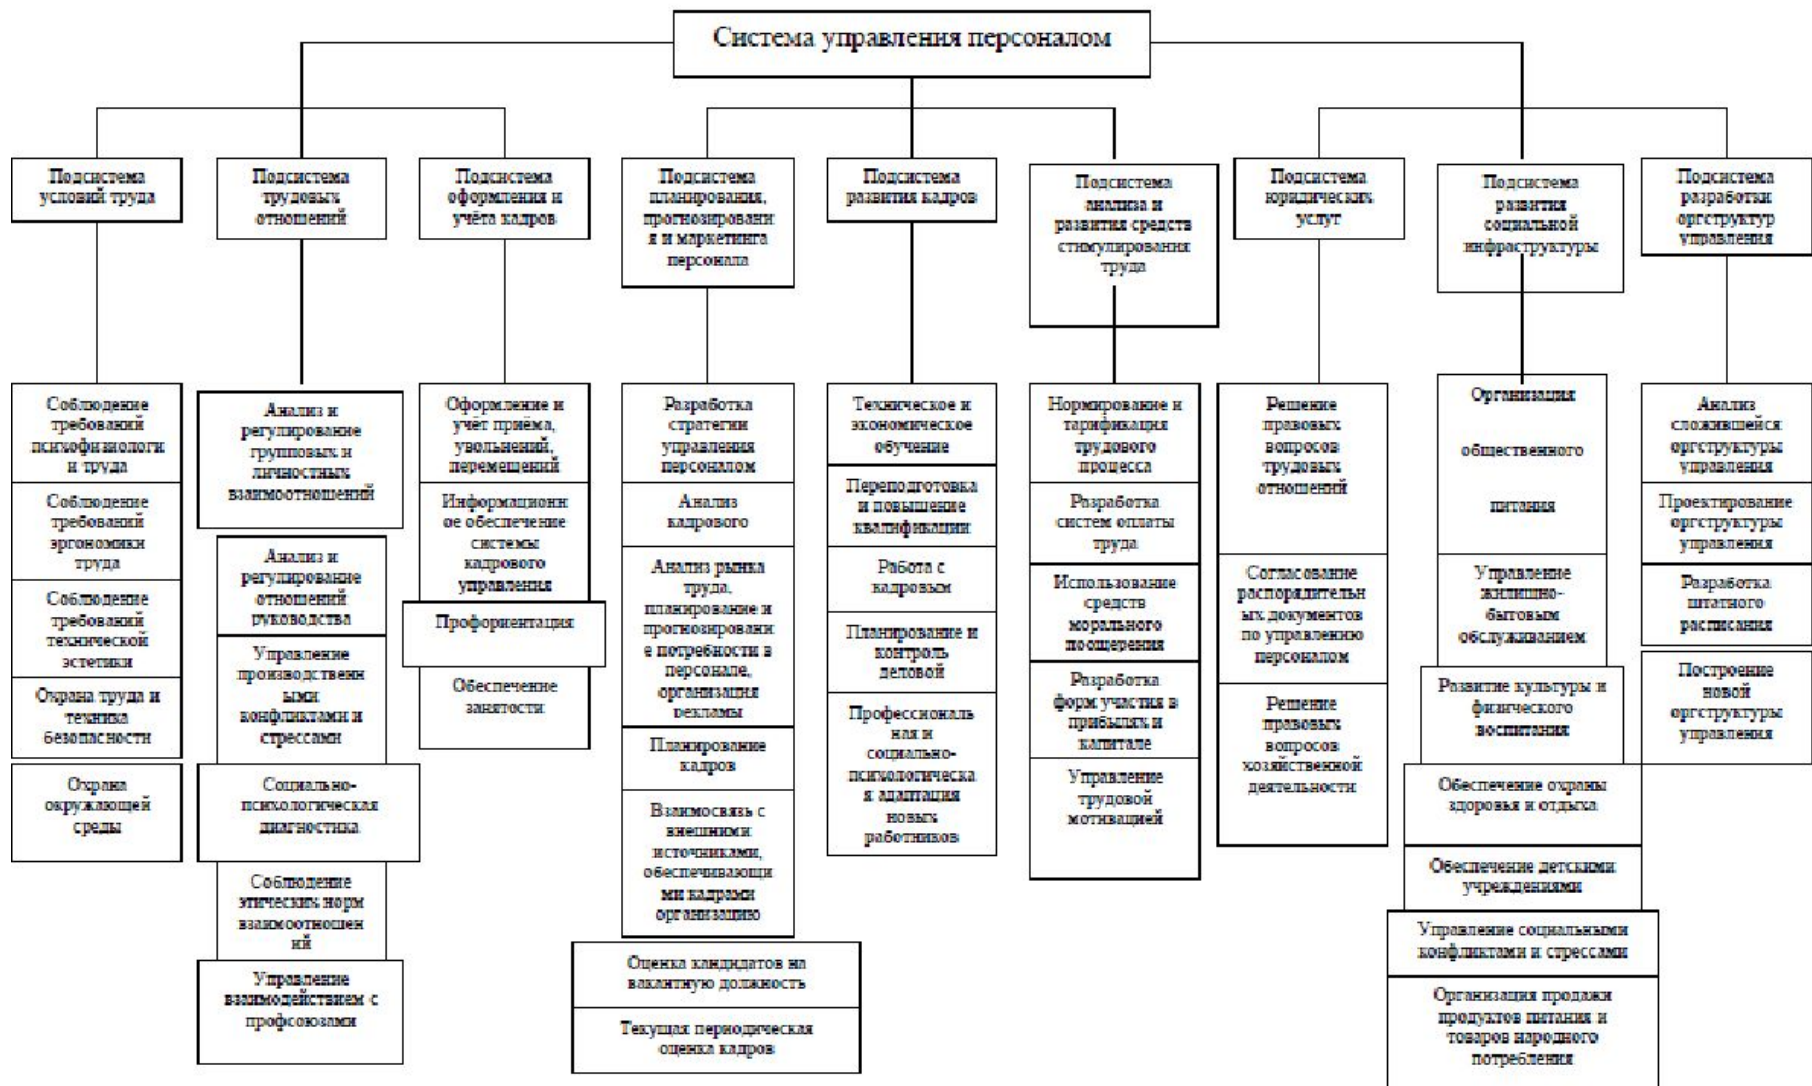 Система управления персоналом
Подсистема
условий труда
Подсистема
трудовых
отношений
Подсистема
оформления и
учёта кадров
Подсистема
планирования,
прогнозировани
я и маркетинга
персонала
Подсистема
развития кадров
Подсистема
анализа и
развития средств
стимулирования
труда
Подсистема
юридических
услуг
Подсистема
развития
социальной
инфраструктуры
Подсистема
разработки
оргструктур
управления
Соблюдение
требований
психофизиологи
и труда
Соблюдение
требований
эргономики
труда
Соблюдение
требований
технической
эстетики
Охрана труда и
техника
безопасности
Охрана
окружающей
среды
Анализ и
регулирование
групповых и
личностных
взаимоотношений
Анализ и
регулирование
отношений
руководства
Управление
производственн
ыми
конфликтами и
стрессами
Социально-
психологическая
диагностика
Соблюдение
этических норм
взаимоотношен
ий
Управление
взаимодействием с
профсоюзами
Оформление и
учёт приёма,
увольнений,
перемещений
Информационн
ое обеспечение
системы
кадрового
управления
Профориентация
Обеспечение
занятости
Разработка
стратегии
управления
персоналом
Анализ
кадрового
Анализ рынка
труда,
планирование и
прогнозировани
е потребности в
персонале,
организация
рекламы
Планирование
кадров
Взаимосвязь с
внешними
источниками,
обеспечивающи
ми кадрами
организацию
Оценка кандидатов на
вакантную должность
Текущая периодическая
оценка кадров
Техническое и
экономическое
обучение
Переподготовка
и повышение
квалификации
Работа с
кадровым
Планирование и
контроль
деловой
Профессиональ
ная и
социально-
психологическа
я адаптация
новых
работников
Нормирование и
тарификация
трудового
процесса
Разработка
систем оплаты
труда
Использование
средств
морального
поощерения
Разработка
форм участия в
прибылях и
капитале
Управление
трудовой
мотивацией
Решение
правовых
вопросов
трудовых
отношений
Согласование
распорядительн
ых документов
по управлению
персоналом
Решение
правовых
вопросов
хозяйственной
деятельности
Организация
общественного
питания
Управление
жилищно-
бытовым
обслуживанием
Развитие культуры и
физического
воспитания
Обеспечение охраны
здоровья и отдыха
Обеспечение детскими
учреждениями
Управление социальными
конфликтами и стрессами
Организация продажи
продуктов питания и
товаров народного
потребления
Анализ
сложившейся
оргструктуры
управления
Проектирование
оргструктуры
управления
Разработка
штатного
расписания
Построение
новой
оргструктуры
управления